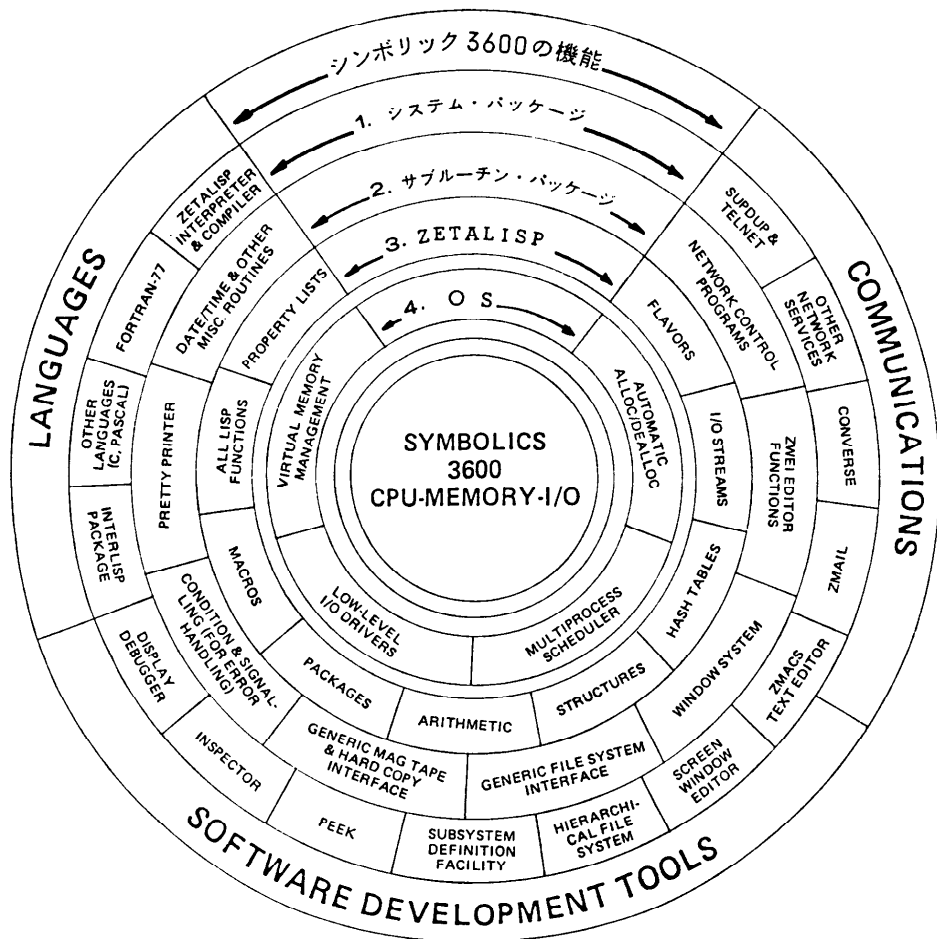 シンボリック3600の機能
1. システム・パッケージ
2. サブルーチン・パッケージ
3. ZETALISP
4. OS
SYMBOLICS
3600
CPU-MEMORY-I/O
VIRTUAL MEMORY
MANAGEMENT
AUTOMATIC
ALLOC/DEALLOC
MULTIPROCESS
SCHEDULER
LOW-LEVEL
I/O DRIVERS
PROPERTY LISTS
FLAVORS
I/O STREAMS
HASH TABLES
STRUCTURES
ARITHMETIC
PACKAGES
MACROS
ALL LISP
FUNCTIONS
DATE/TIME & OTHER
MISC. ROUTINES
NETWORK CONTROL
PROGRAMS
ZWEI EDITOR
FUNCTIONS
WINDOW SYSTEM
GENERIC FILE SYSTEM
INTERFACE
GENERIC MAG TAPE
& HARD COPY
INTERFACE
CONDITION & SIGNAL-
LING (FOR ERROR
HANDLING)
PRETTY PRINTER
ZETALISP
INTERPRETER
& COMPILER
FORTRAN-77
OTHER
LANGUAGES
(C, PASCAL)
INTERLISP
PACKAGE
SUPDUP &
TELNET
OTHER
NETWORK
SERVICES
CONVERSE
ZMAIL
ZMACS
TEXT EDITOR
SCREEN
WINDOW
EDITOR
HIERARCHI-
CAL FILE
SYSTEM
SUBSYSTEM
DEFINITION
FACILITY
PEEK
INSPECTOR
DISPLAY
DEBUGGER
LANGUAGES
COMMUNICATIONS
SOFTWARE DEVELOPMENT TOOLS